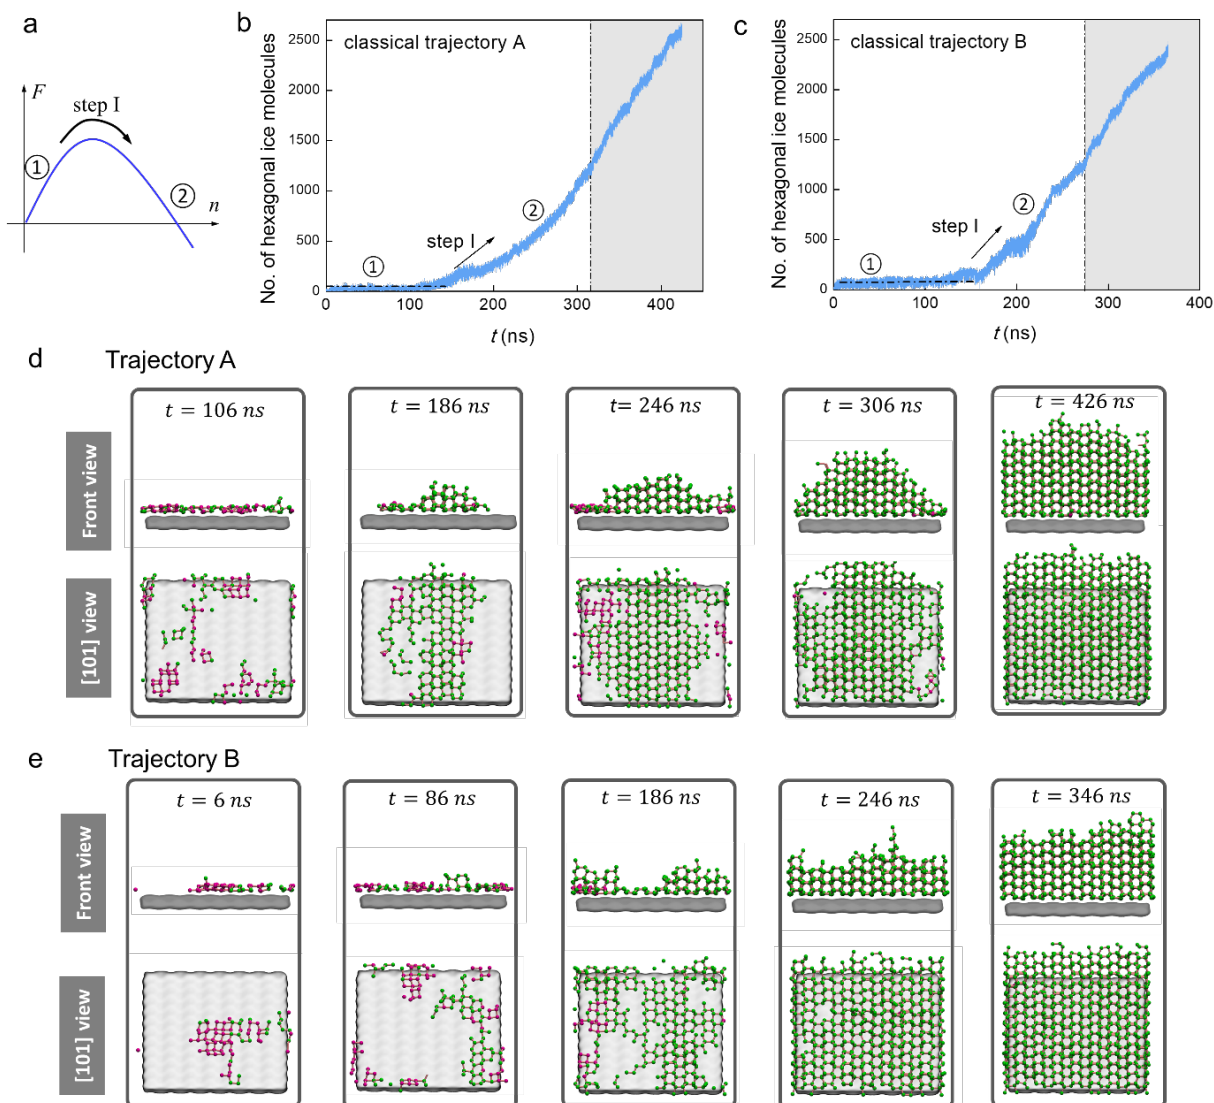 a
F
step I
①
②
n
b
No. of hexagonal ice molecules
2500
2000
1500
1000
500
0
classical trajectory A
step I
①
②
0 100 200 300 400
t (ns)
c
No. of hexagonal ice molecules
2500
2000
1500
1000
500
0
classical trajectory B
step I
①
②
0 100 200 300 400
t (ns)
d Trajectory A
Front view
[101] view
t = 106 ns
t = 186 ns
t= 246 ns
t = 306 ns
t = 426 ns
e Trajectory B
Front view
[101] view
t = 6 ns
t = 86 ns
t = 186 ns
t = 246 ns
t = 346 ns